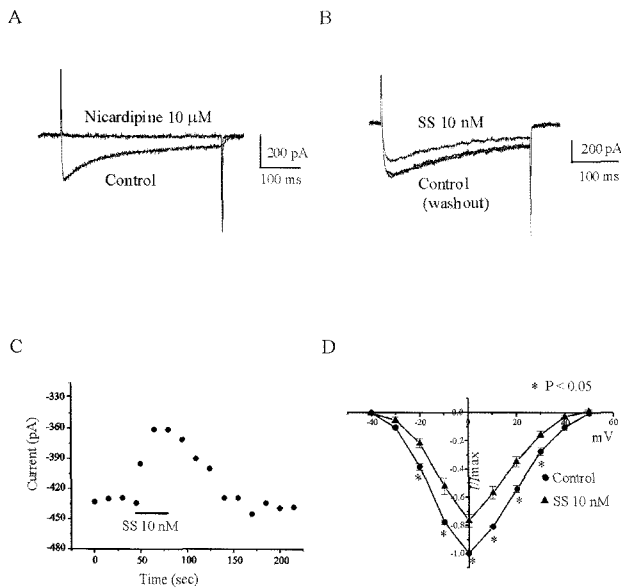 A
B
Nicardipine 10 μM
Control
200 pA
100 ms
SS 10 nM
Control
(washout)
200 pA
100 ms
C
D
-330
-360
-390
-420
-450
-480
Current (pA)
SS 10 nM
0
50
100
150
200
Time (sec)
* P < 0.05
-40
-20
0
20
40
60
mV
-0.2
-0.4
-0.6
-0.8
-1.0
I/Imax
Control
SS 10 nM
*
*
*
*
*
*
*